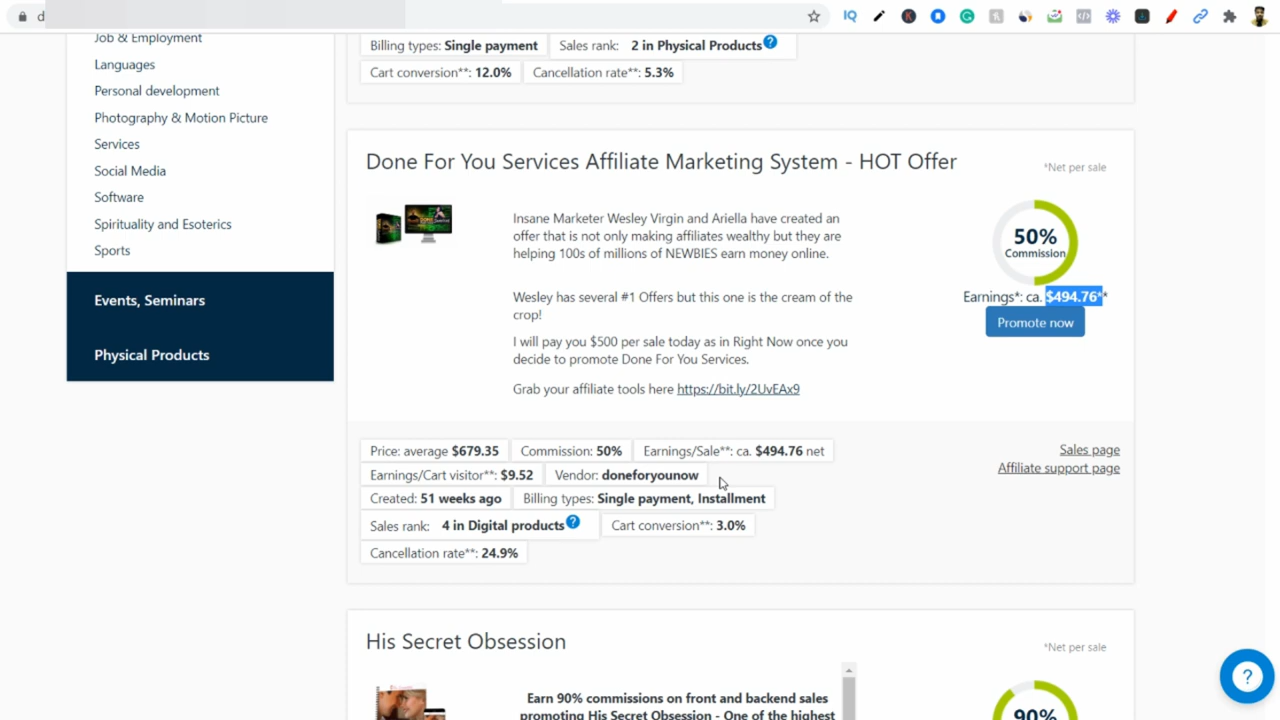 d
Job & Employment
Languages
Personal development
Photography & Motion Picture
Services
Social Media
Software
Spirituality and Esoterics
Sports
Events, Seminars
Physical Products
Billing types: Single payment
Sales rank: 2 in Physical Products
Cart conversion**: 12.0%
Cancellation rate**: 5.3%
Done For You Services Affiliate Marketing System - HOT Offer
*Net per sale
Insane Marketer Wesley Virgin and Ariella have created an
offer that is not only making affiliates wealthy but they are
helping 100s of millions of NEWBIES earn money online.
Wesley has several #1 Offers but this one is the cream of the
crop!
I will pay you $500 per sale today as in Right Now once you
decide to promote Done For You Services.
Grab your affiliate tools here https://bit.ly/2UvEAx9
50%
Commission
Earnings*: ca. $494.76**
Promote now
Price: average $679.35
Commission: 50%
Earnings/Sale**: ca. $494.76 net
Earnings/Cart visitor**: $9.52
Vendor: doneforyounow
Created: 51 weeks ago
Billing types: Single payment, Installment
Sales rank: 4 in Digital products
Cart conversion**: 3.0%
Cancellation rate**: 24.9%
Sales page
Affiliate support page
His Secret Obsession
*Net per sale
Earn 90% commissions on front and backend sales
promoting His Secret Obsession - One of the highest
90%